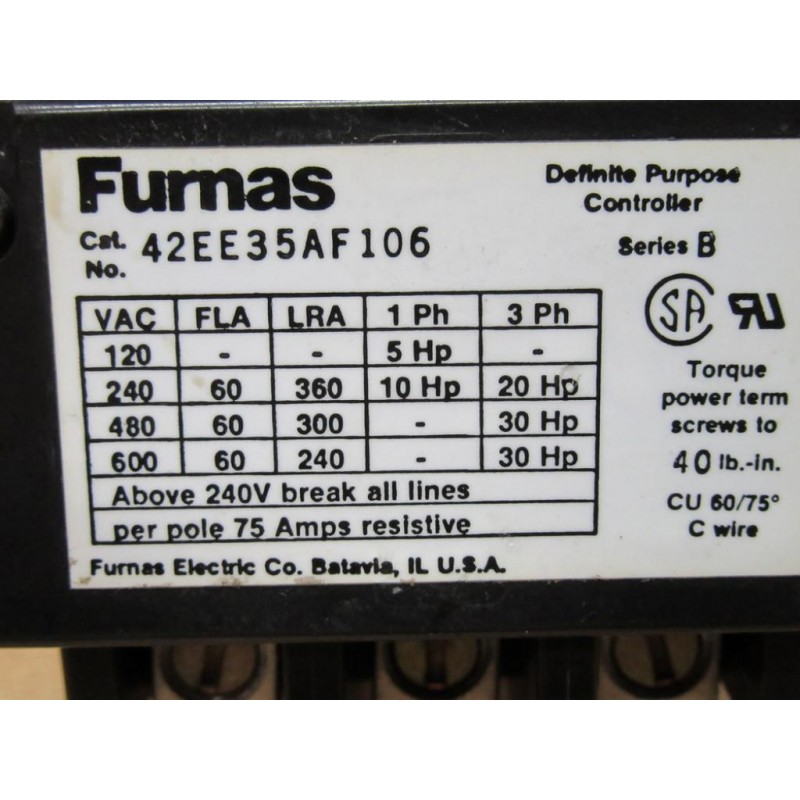 Furnas
Definite Purpose
Controller
Cat.
No. 42EE35AF106
Series B
VAC FLA LRA 1 Ph 3 Ph
120 - - 5 Hp -
240 60 360 10 Hp 20 Hp
480 60 300 - 30 Hp
600 60 240 - 30 Hp
Above 240V break all lines
per pole 75 Amps resistive
Furnas Electric Co. Batavia, IL U.S.A.
SA RU
Torque
power term
screws to
40 lb.-in.
CU 60/75°
C wire